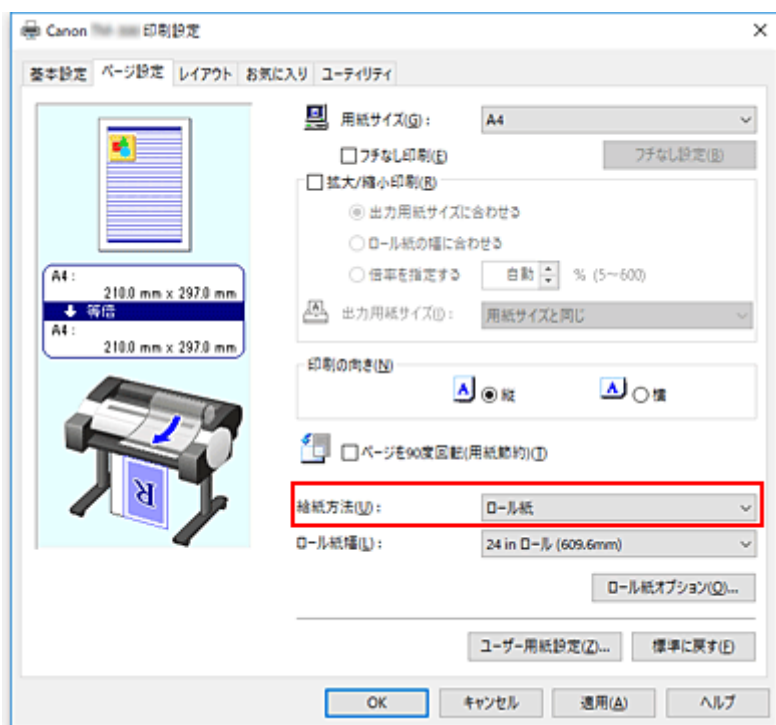 Canon 印刷設定
基本設定 ページ設定 レイアウト お気に入り ユーティリティ
用紙サイズ(G): A4
フチなし印刷(E) フチなし設定(B)
拡大/縮小印刷(R)
出力用紙サイズに合わせる
ロール紙の幅に合わせる
倍率を指定する 自動 % (5～600)
出力用紙サイズ(I): 用紙サイズと同じ
A4:
210.0 mm x 297.0 mm
等倍
A4:
210.0 mm x 297.0 mm
印刷の向き(N)
A 縦 A 横
ページを90度回転(用紙節約)(T)
R
給紙方法(U): ロール紙
ロール紙幅(L): 24 in ロール (609.6mm)
ロール紙オプション(O)...
ユーザー用紙設定(Z)... 標準に戻す(F)
OK キャンセル 適用(A) ヘルプ